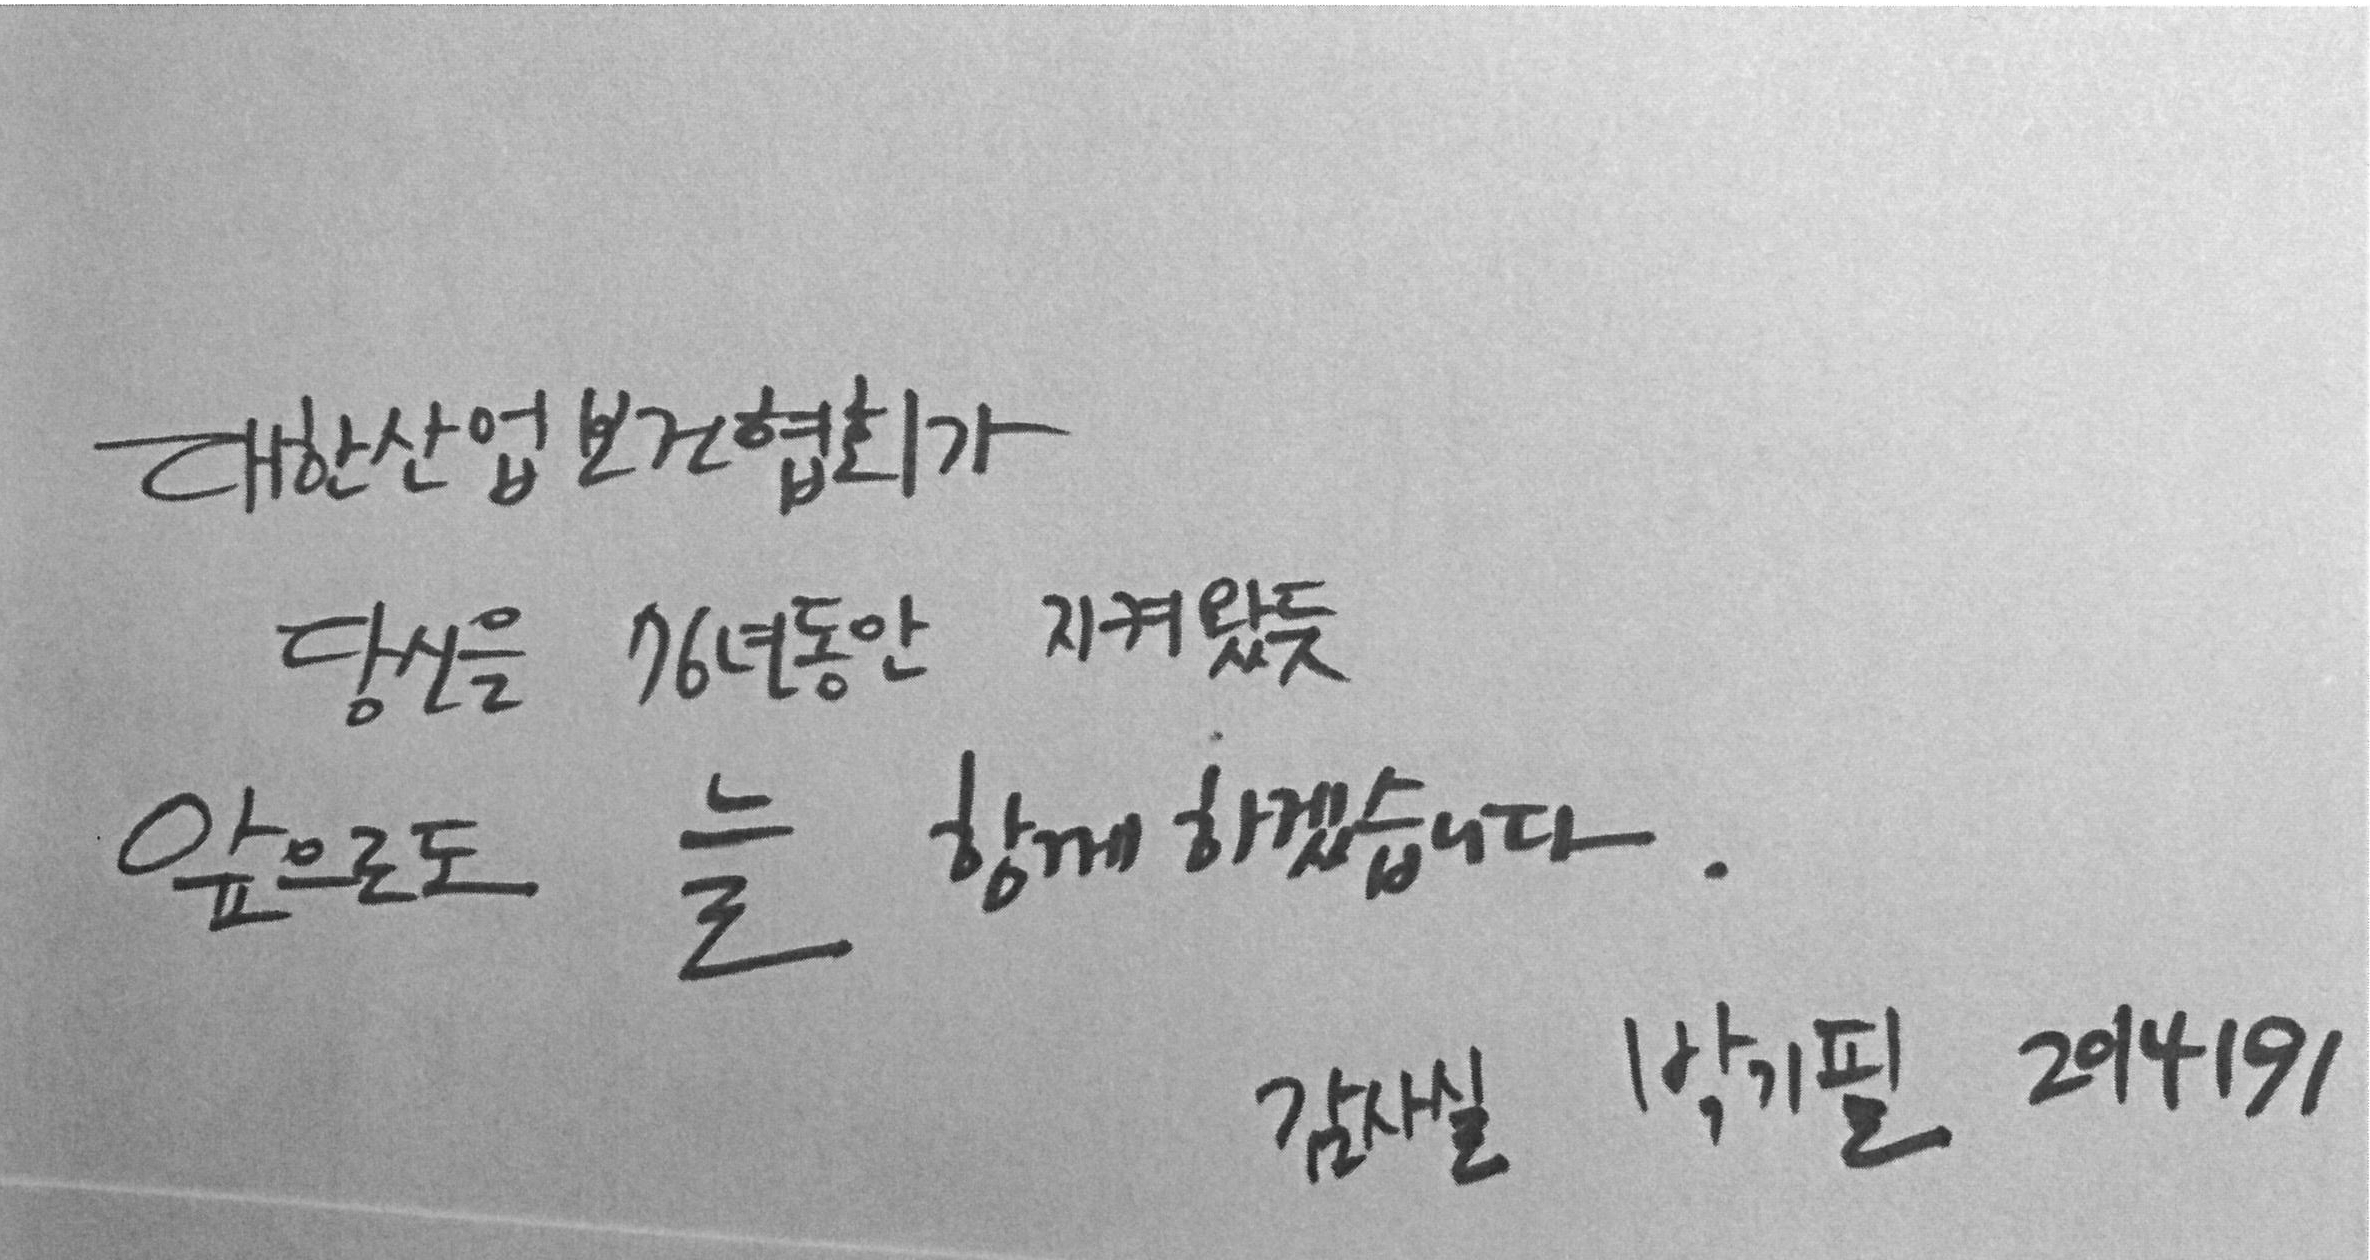 대한산업보건협회가
당신을 76년동안 지켜왔듯
앞으로도 늘 함께 하겠습니다.
감사실 박기필